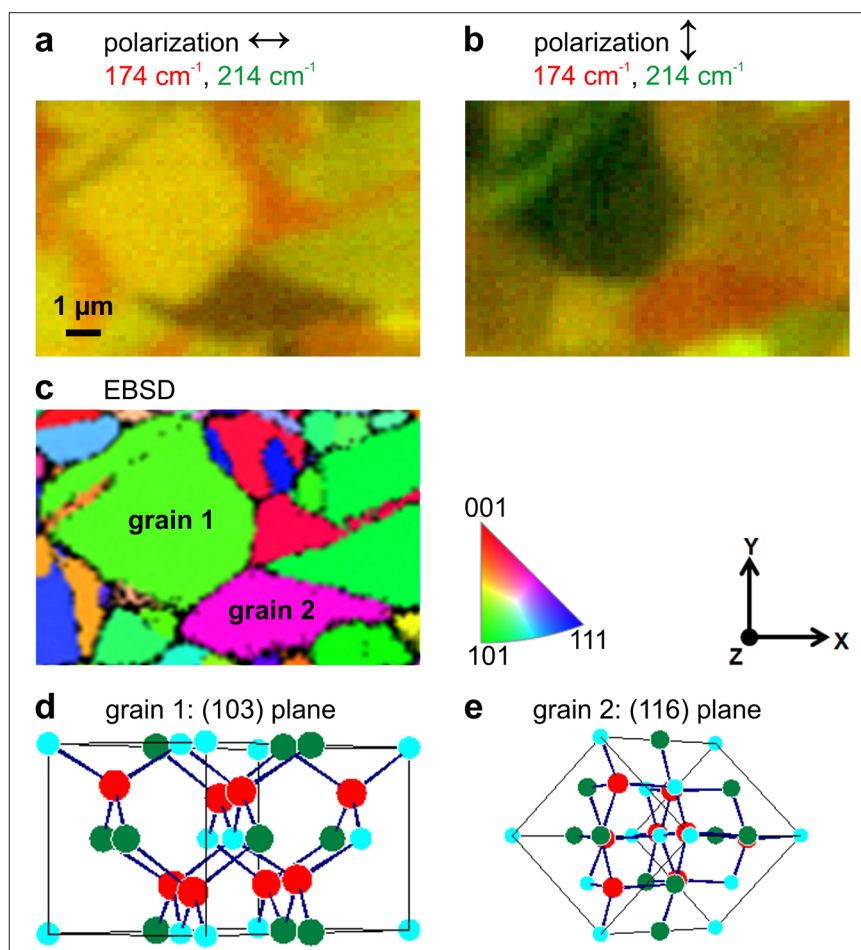 a polarization ↔
174 cm⁻¹, 214 cm⁻¹
b polarization ↕
174 cm⁻¹, 214 cm⁻¹
1 µm
c EBSD
grain 1
grain 2
001
101
111
Y
Z
X
d grain 1: (103) plane
e grain 2: (116) plane